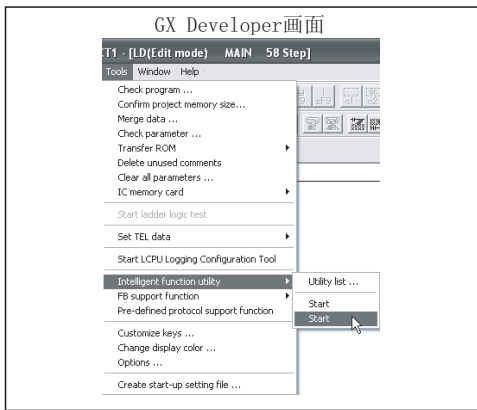 GX Developer画面
CT1 - [LD(Edit mode) MAIN 58 Step]
Tools Window Help
Check program ...
Confirm project memory size...
Merge data ...
Check parameter ...
Transfer ROM
Delete unused comments
Clear all parameters ...
IC memory card
Start ladder logic test
Set TEL data
Start LCPU Logging Configuration Tool
Intelligent function utility
Utility list ...
FB support function
Start
Pre-defined protocol support function
Start
Customize keys ...
Change display color ...
Options ...
Create start-up setting file ...